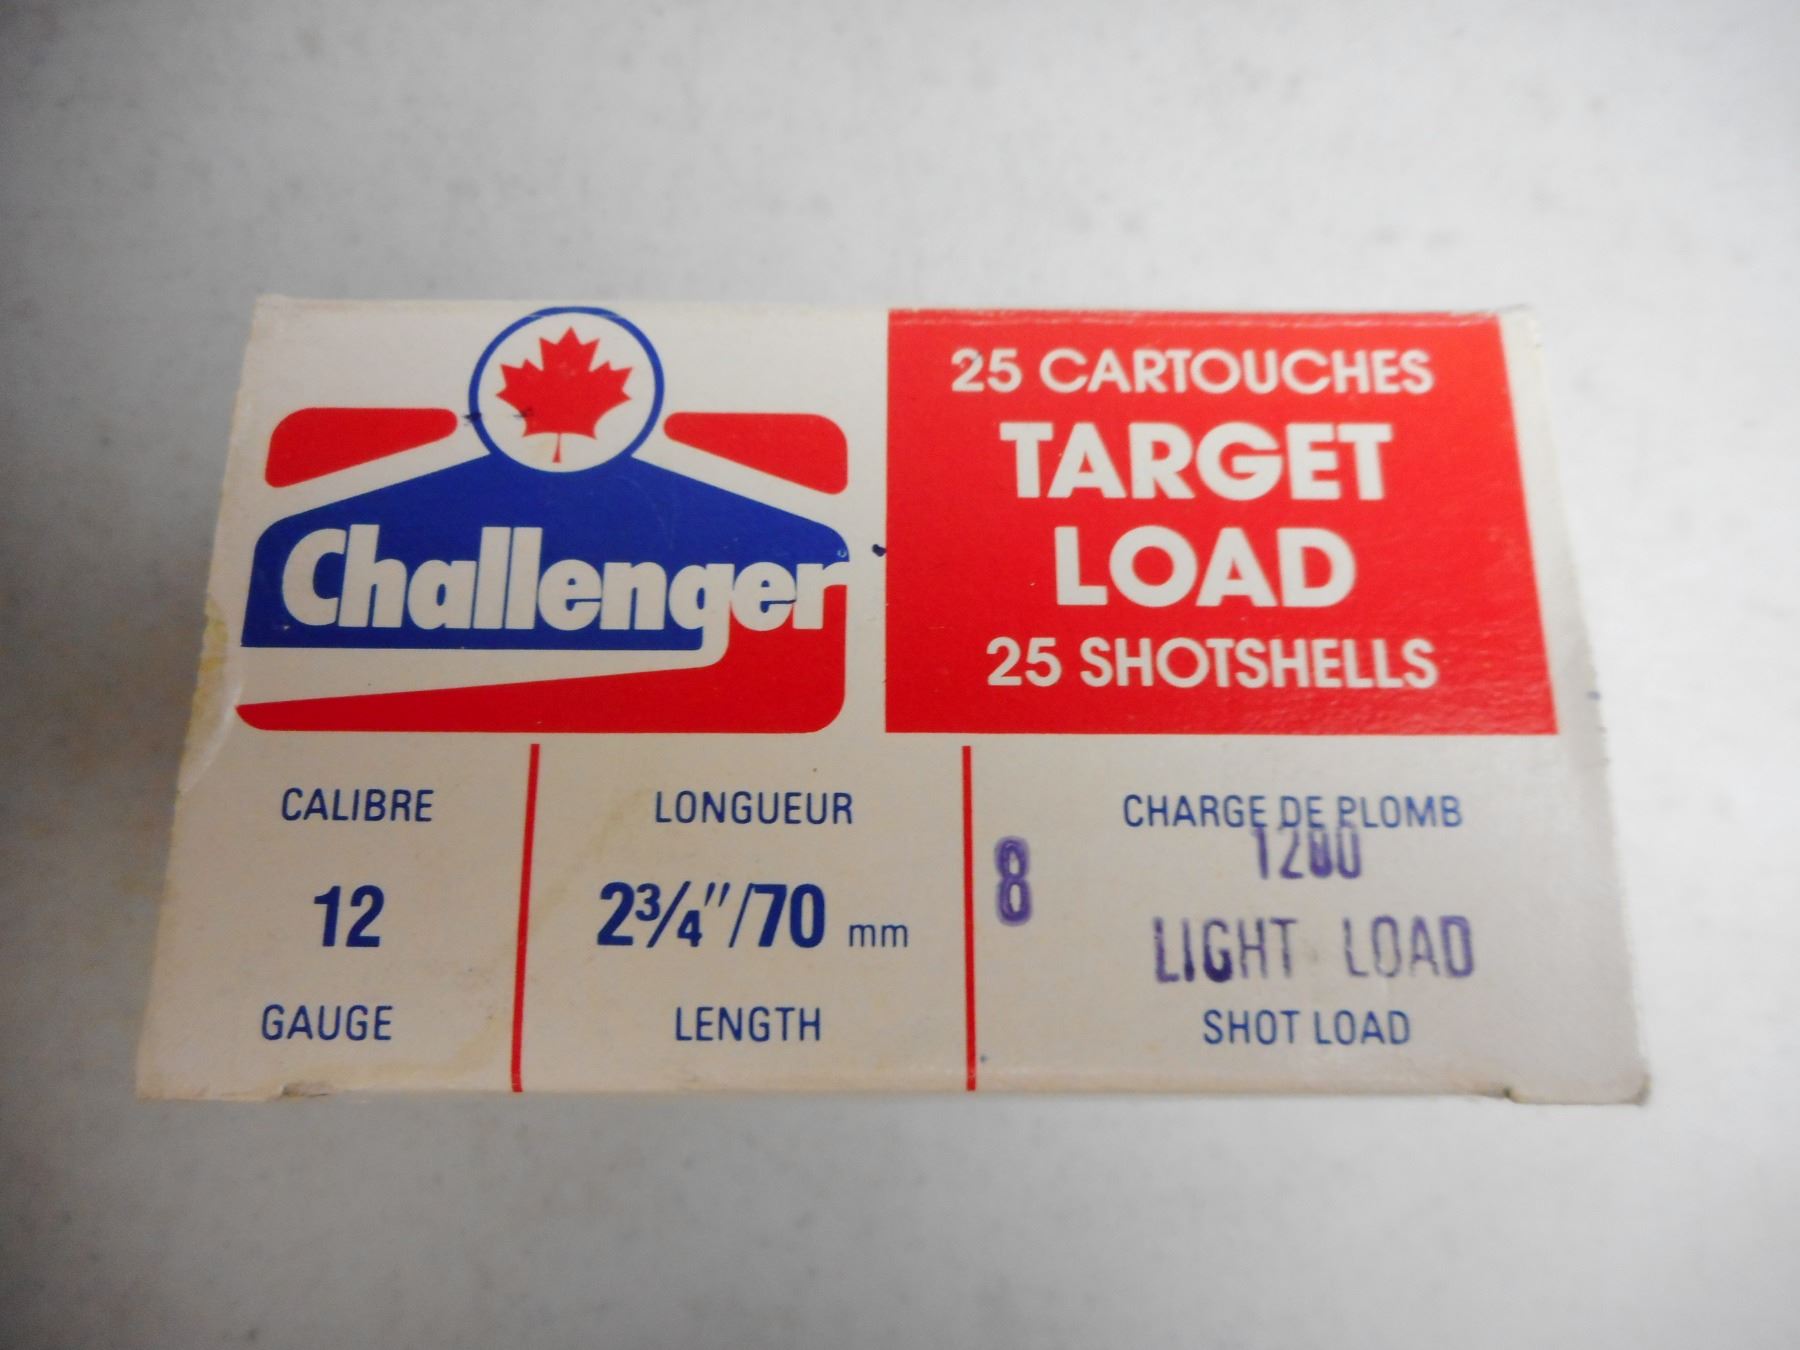 Challenger
25 CARTOUCHES
TARGET
LOAD
25 SHOTSHELLS
CALIBRE
12
GAUGE
LONGUEUR
2¾"/70 mm
LENGTH
CHARGE DE PLOMB
8
1200
LIGHT LOAD
SHOT LOAD